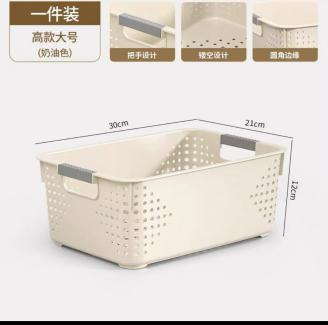 一件装
高款大号
(奶油色)
把手设计
镂空设计
圆角边缘
30cm
21cm
12cm